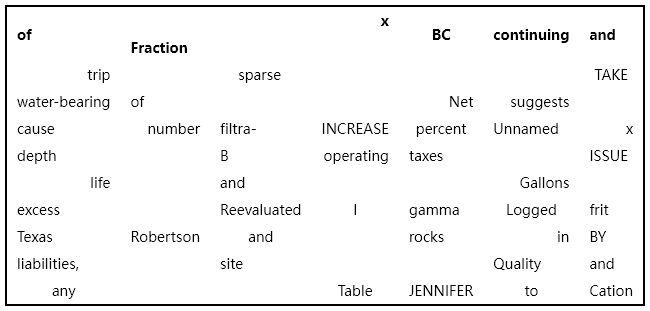 of Fraction x BC continuing and
trip sparse TAKE
water-bearing of Net suggests
cause number filtra- INCREASE percent Unnamed x
depth B operating taxes ISSUE
life and Gallons
excess Reevaluated I gamma Logged frit
Texas Robertson and rocks in BY
liabilities, site Quality and
any Table JENNIFER to Cation